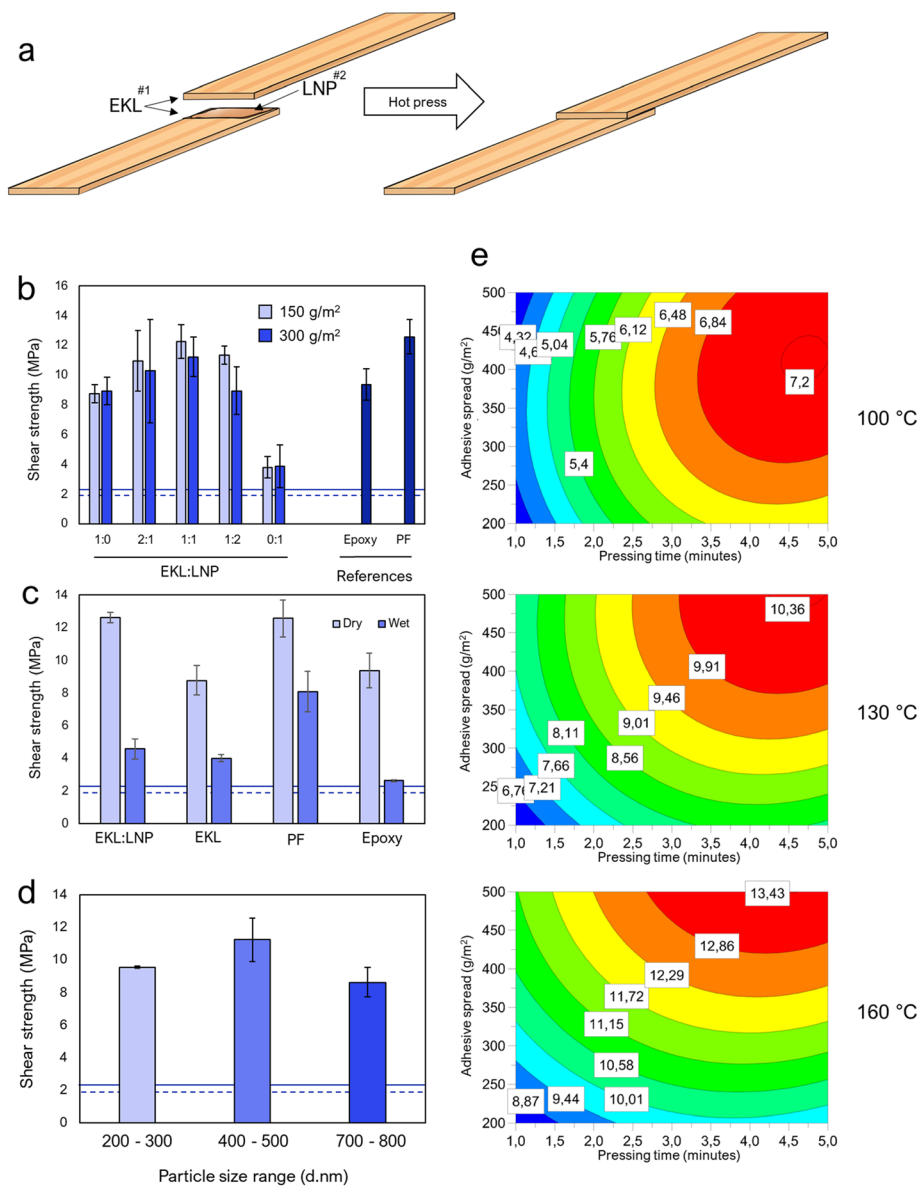 a
EKL#1
LNP#2
Hot press
b
Shear strength (MPa)
16
14
12
10
8
6
4
2
0
150 g/m²
300 g/m²
1:0 2:1 1:1 1:2 0:1 Epoxy PF
EKL:LNP
References
c
Shear strength (MPa)
14
12
10
8
6
4
2
0
Dry Wet
EKL:LNP EKL PF Epoxy
d
Shear strength (MPa)
14
12
10
8
6
4
2
0
200 - 300 400 - 500 700 - 800
Particle size range (d.nm)
e
Adhesive spread (g/m²)
500
450
400
350
300
250
200
4,32
4,6
5,04
5,76
6,12
6,48
6,84
7,2
5,4
1,0 1,5 2,0 2,5 3,0 3,5 4,0 4,5 5,0
Pressing time (minutes)
100 °C
Adhesive spread (g/m²)
500
450
400
350
300
250
200
10,36
9,91
9,46
9,01
8,11
8,56
7,66
6,76
7,21
1,0 1,5 2,0 2,5 3,0 3,5 4,0 4,5 5,0
Pressing time (minutes)
130 °C
Adhesive spread (g/m²)
500
450
400
350
300
250
200
13,43
12,86
12,29
11,72
11,15
10,58
8,87
9,44
10,01
1,0 1,5 2,0 2,5 3,0 3,5 4,0 4,5 5,0
Pressing time (minutes)
160 °C